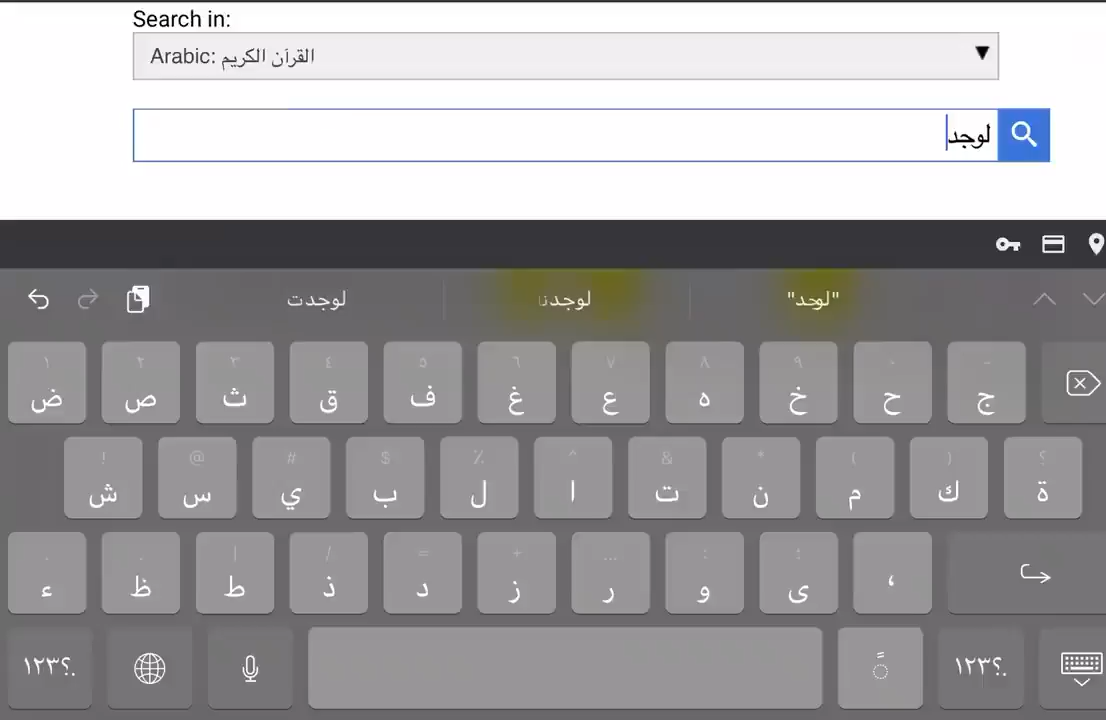 Search in:
Arabic: القرآن الكريم ▼
لوجد
لوجدت لوجدنا "لوجد"
١ ٢ ٣ ٤ ٥ ٦ ٧ ٨ ٩ ٠ -
ض ص ث ق ف غ ع ه خ ح ج
! @ # $ ٪ ^ & * ) ( ؟
ش س ي ب ل ا ت ن م ك ة
| / = + ... : ؛
ء ظ ط ذ د ز ر و ى ،
.؟١٢٣ .؟١٢٣